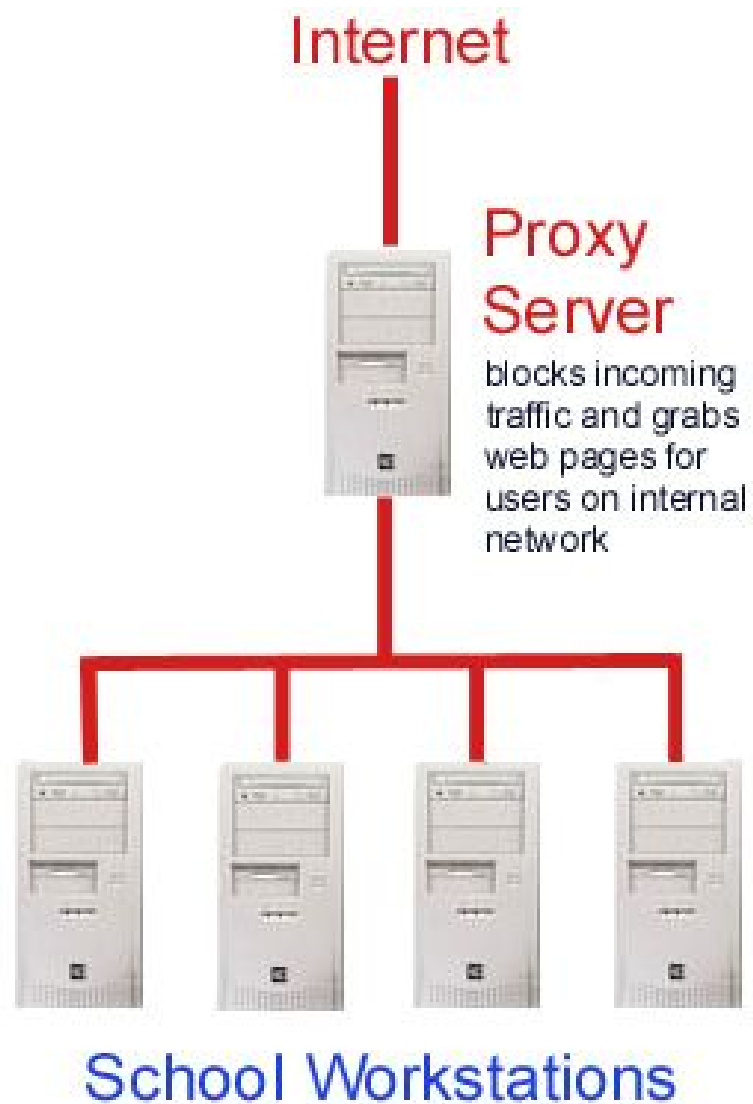 Internet
Proxy
Server
blocks incoming
traffic and grabs
web pages for
users on internal
network
School Workstations